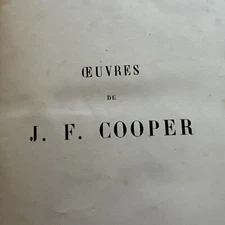 ŒUVRES
DE
J. F. COOPER